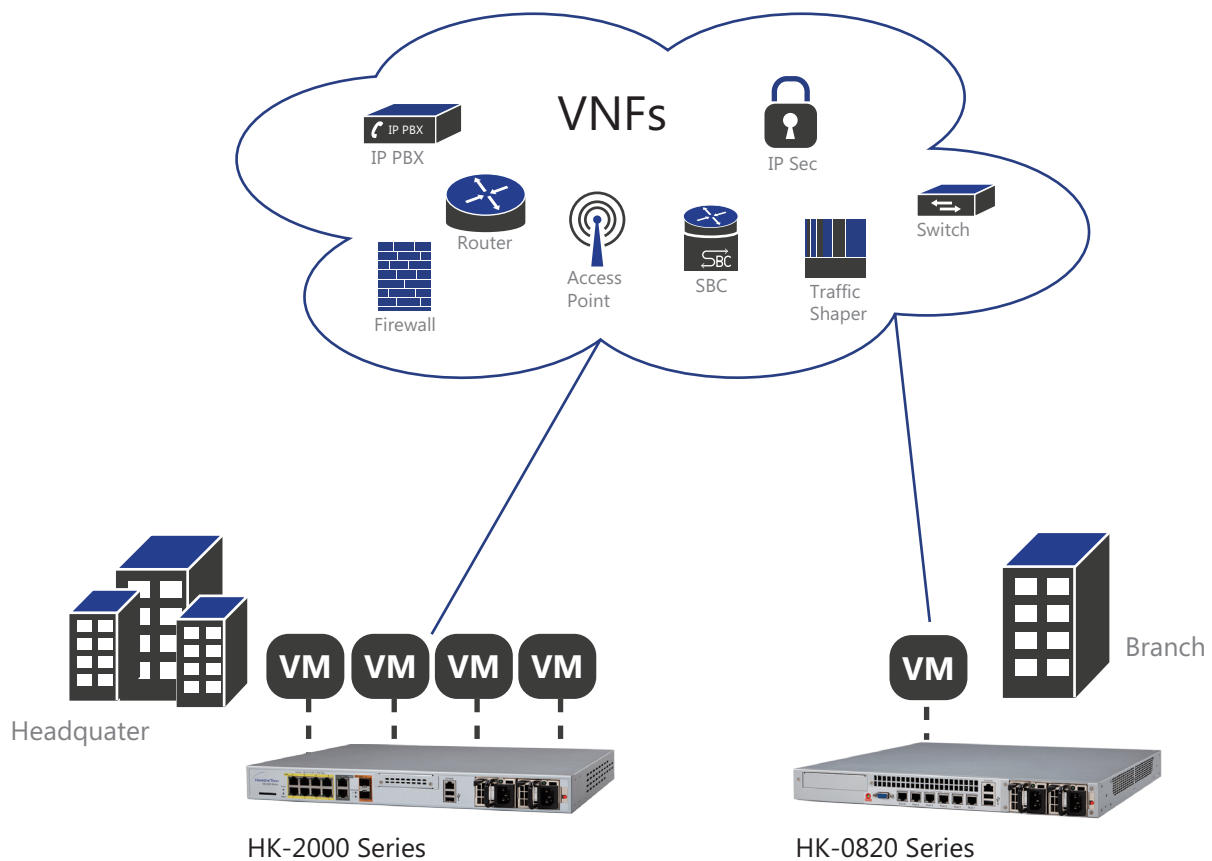 VNFs
IP PBX
IP PBX
IP Sec
Router
Access
Point
SBC
SBC
Traffic
Shaper
Switch
Firewall
VM
VM
VM
VM
VM
Branch
Headquater
HK-2000 Series
HK-0820 Series